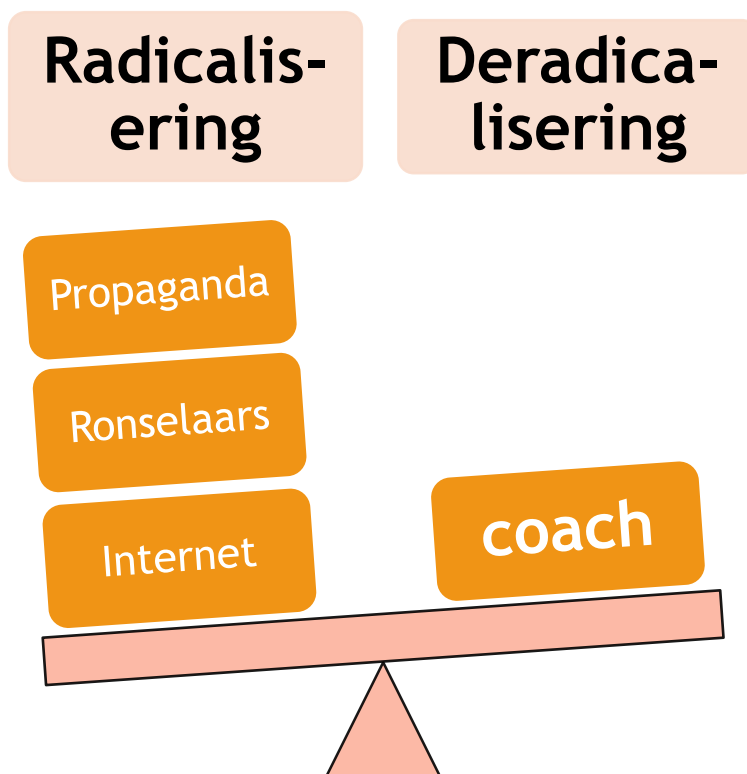 Radicalis-
ering
Deradica-
lisering
Propaganda
Ronselaars
Internet
coach